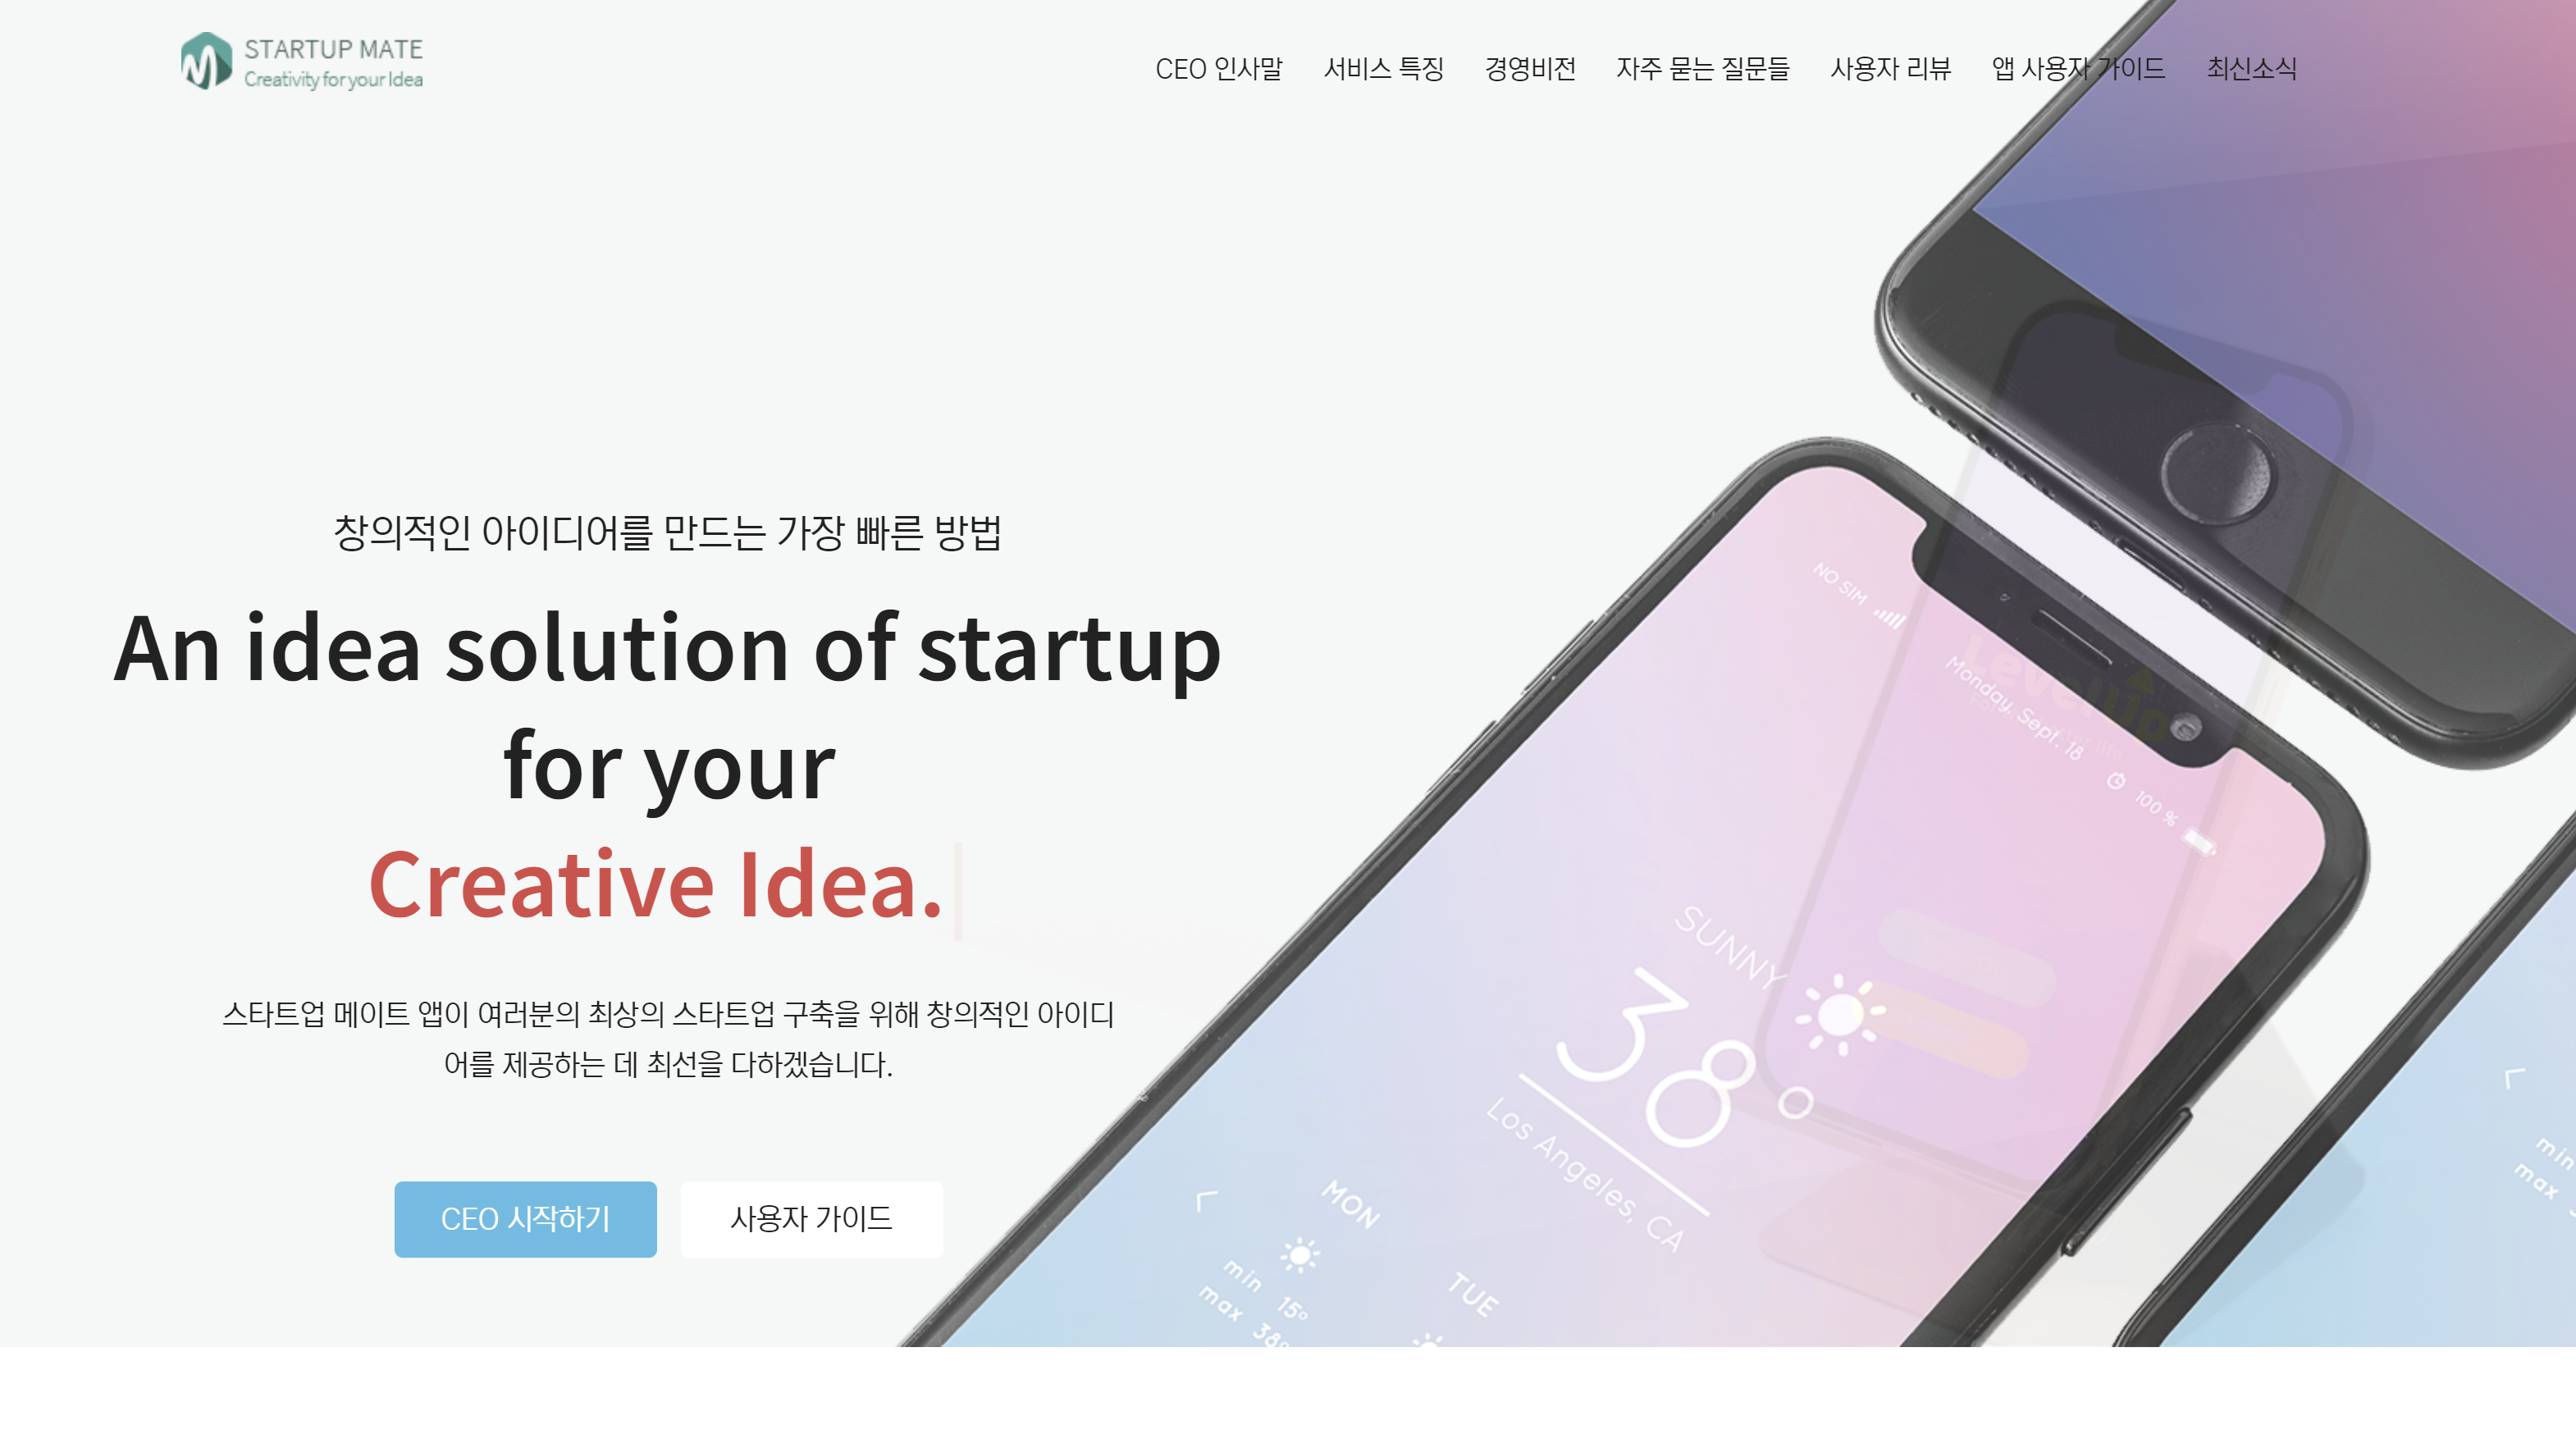 STARTUP MATE
Creativity for your Idea
CEO 인사말 서비스 특징 경영비전 자주 묻는 질문들 사용자 리뷰 앱 사용자 가이드 최신소식
창의적인 아이디어를 만드는 가장 빠른 방법
An idea solution of startup
for your
Creative Idea.
스타트업 메이트 앱이 여러분의 최상의 스타트업 구축을 위해 창의적인 아이디
어를 제공하는 데 최선을 다하겠습니다.
CEO 시작하기 사용자 가이드
NO SIM
Monday, Sept. 18
100 %
LevelUp
SUNNY
38°
Los Angeles, CA
MON
min 15°
max 38°
TUE
min
max